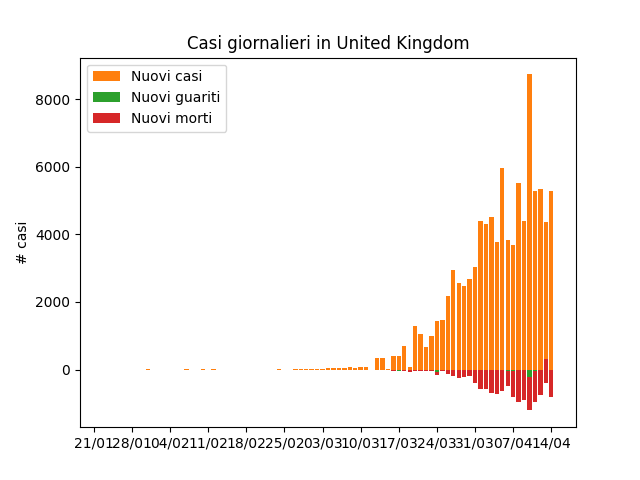 Casi giornalieri in United Kingdom
Nuovi casi
Nuovi guariti
Nuovi morti
8000
6000
4000
2000
0
# casi
21/01 28/01 04/02 11/02 18/02 25/02 03/03 10/03 17/03 24/03 31/03 07/04 14/04